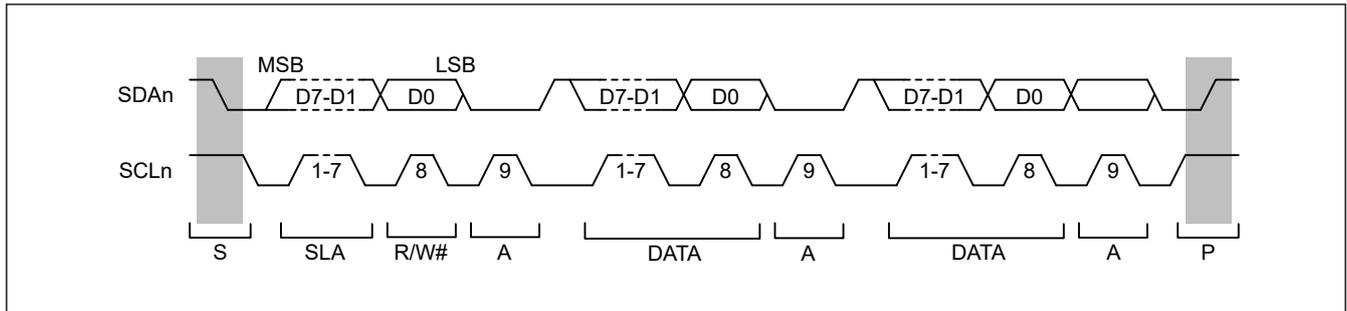 MSB LSB
SDAn D7-D1 D0 D7-D1 D0 D7-D1 D0
SCLn 1-7 8 9 1-7 8 9 1-7 8 9
S SLA R/W# A DATA A DATA A P